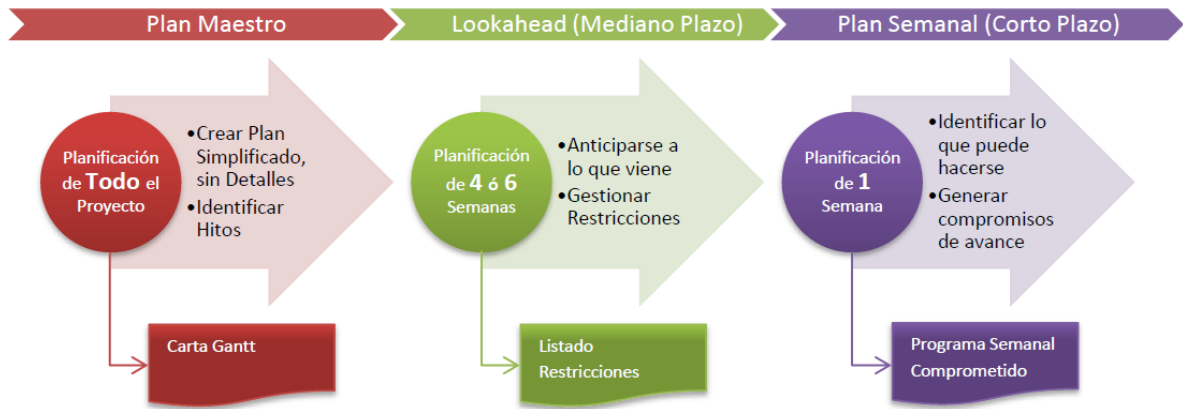 Plan Maestro
Lookahead (Mediano Plazo)
Plan Semanal (Corto Plazo)
Planificación
de Todo el
Proyecto
•Crear Plan
Simplificado,
sin Detalles
•Identificar
Hitos
Carta Gantt
Planificación
de 4 ó 6
Semanas
•Anticiparse a
lo que viene
•Gestionar
Restricciones
Listado
Restricciones
Planificación
de 1
Semana
•Identificar lo
que puede
hacerse
•Generar
compromisos
de avance
Programa Semanal
Comprometido